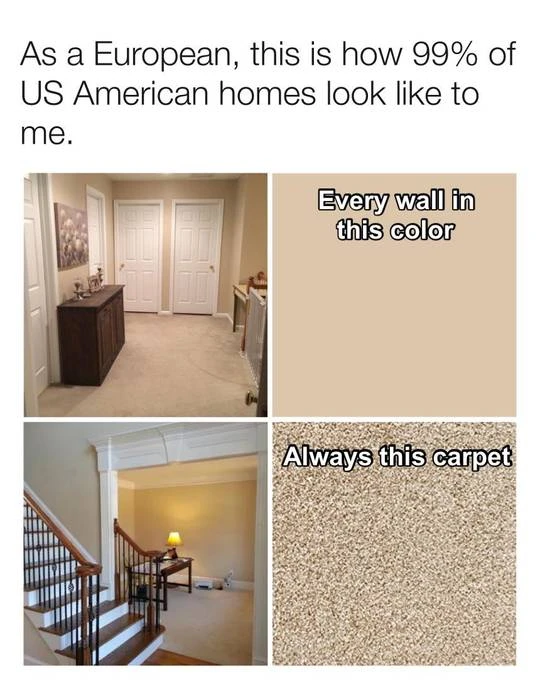 As a European, this is how 99% of
US American homes look like to
me.
Every wall in
this color
Always this carpet